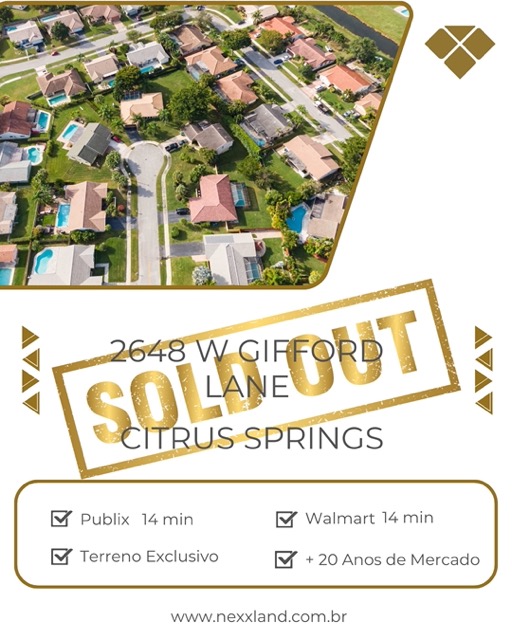 2648 W GIFFORD
LANE
SOLD OUT
CITRUS SPRINGS
Publix 14 min
Walmart 14 min
Terreno Exclusivo
+ 20 Anos de Mercado
www.nexxland.com.br